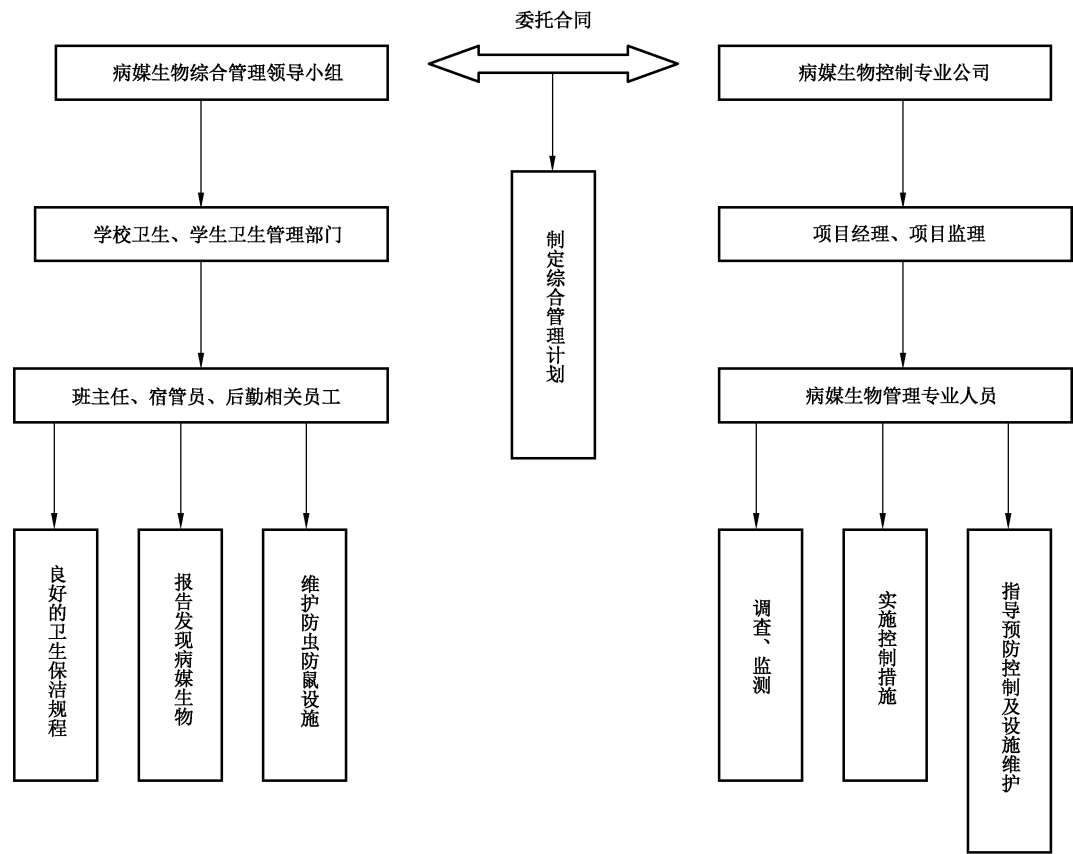 委托合同
病媒生物综合管理领导小组
病媒生物控制专业公司
学校卫生、学生卫生管理部门
制定综合管理计划
项目经理、项目监理
班主任、宿管员、后勤相关员工
病媒生物管理专业人员
良好的卫生保洁规程
报告发现病媒生物
维护防虫防鼠设施
调查、监测
实施控制措施
指导预防控制及设施维护